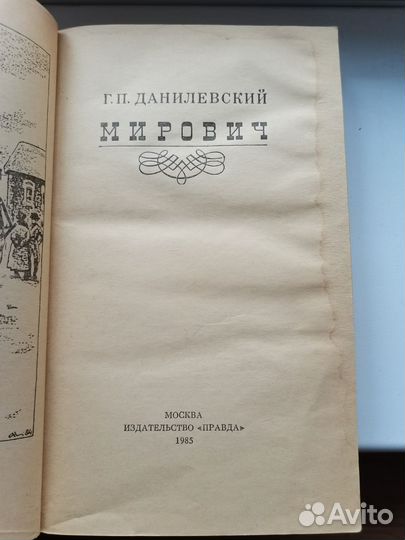 Г. П. ДАНИЛЕВСКИЙ
МИРОВИЧ
МОСКВА
ИЗДАТЕЛЬСТВО «ПРАВДА»
1985
Avito